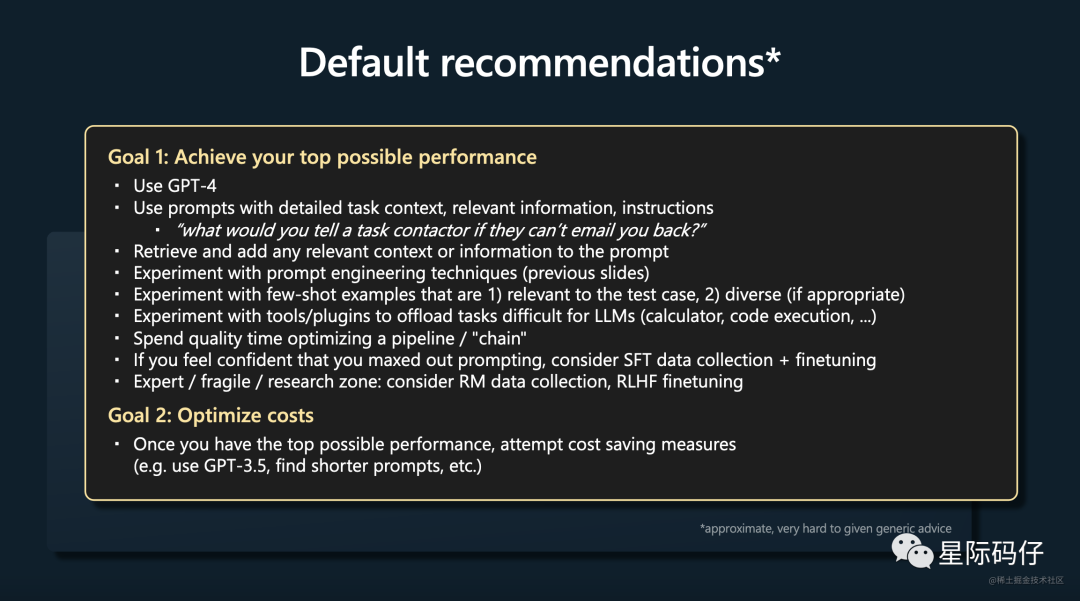 Default recommendations*
Goal 1: Achieve your top possible performance
· Use GPT-4
· Use prompts with detailed task context, relevant information, instructions
· “what would you tell a task contactor if they can’t email you back?”
· Retrieve and add any relevant context or information to the prompt
· Experiment with prompt engineering techniques (previous slides)
· Experiment with few-shot examples that are 1) relevant to the test case, 2) diverse (if appropriate)
· Experiment with tools/plugins to offload tasks difficult for LLMs (calculator, code execution, ...)
· Spend quality time optimizing a pipeline / "chain"
· If you feel confident that you maxed out prompting, consider SFT data collection + finetuning
· Expert / fragile / research zone: consider RM data collection, RLHF finetuning
Goal 2: Optimize costs
· Once you have the top possible performance, attempt cost saving measures
(e.g. use GPT-3.5, find shorter prompts, etc.)
*approximate, very hard to given generic advice
星际码仔
@稀土掘金技术社区